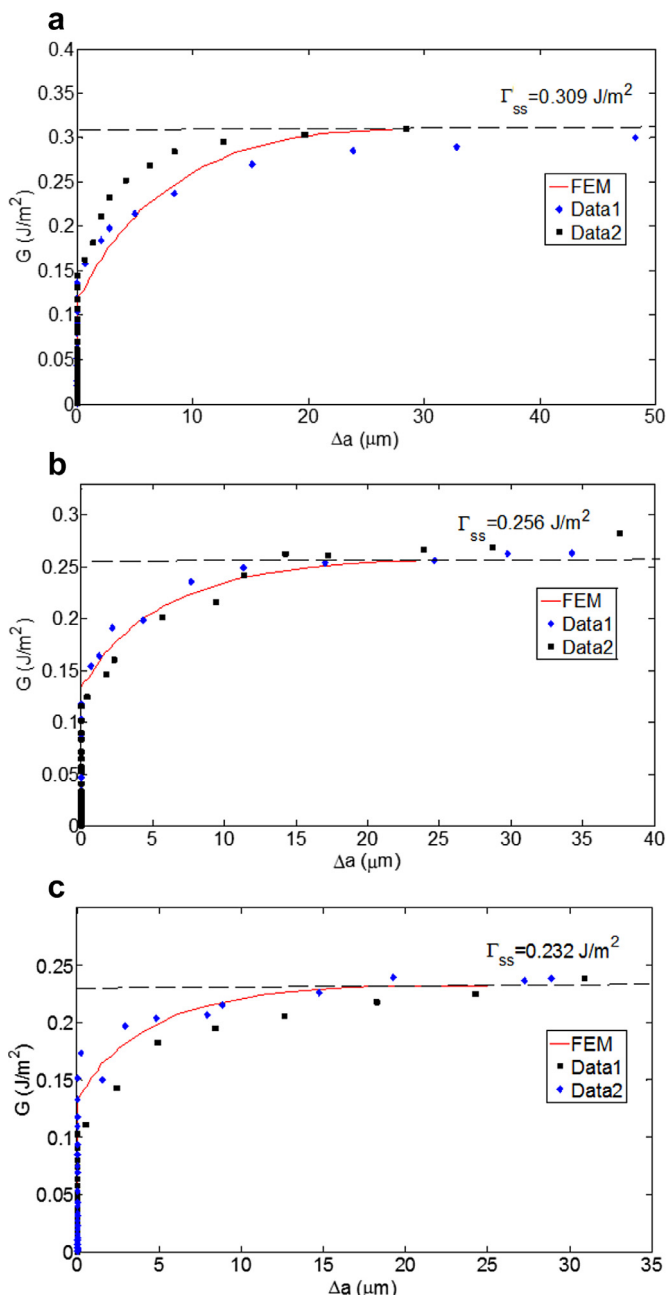 a
0.4
Γss=0.309 J/m²
0.35
0.3
0.25
0.2
0.15
0.1
0.05
0
G (J/m²)
FEM
Data1
Data2
0 10 20 30 40 50
Δa (μm)
b
0.3
Γss=0.256 J/m²
0.25
0.2
0.15
0.1
0.05
0
G (J/m²)
FEM
Data1
Data2
0 5 10 15 20 25 30 35 40
Δa (μm)
c
0.25
Γss=0.232 J/m²
0.2
0.15
0.1
0.05
0
G (J/m²)
FEM
Data1
Data2
0 5 10 15 20 25 30 35
Δa (μm)